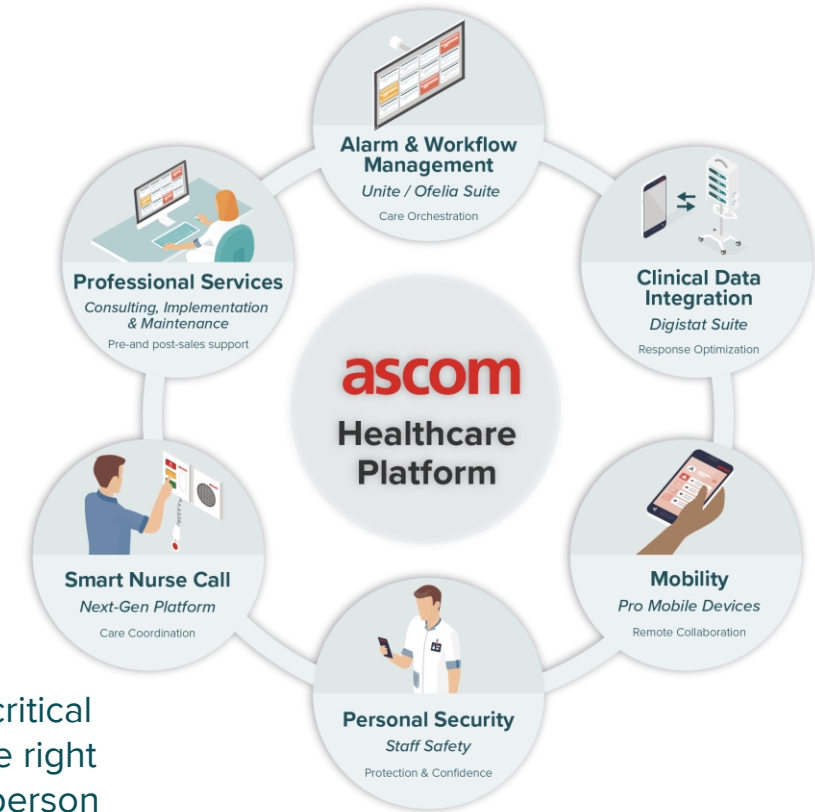 Alarm & Workflow
Management
Unite / Ofelia Suite
Care Orchestration
Clinical Data
Integration
Digistat Suite
Response Optimization
Mobility
Pro Mobile Devices
Remote Collaboration
Personal Security
Staff Safety
Protection & Confidence
Smart Nurse Call
Next-Gen Platform
Care Coordination
Professional Services
Consulting, Implementation
& Maintenance
Pre-and post-sales support
ascom
Healthcare
Platform
critical
right
person